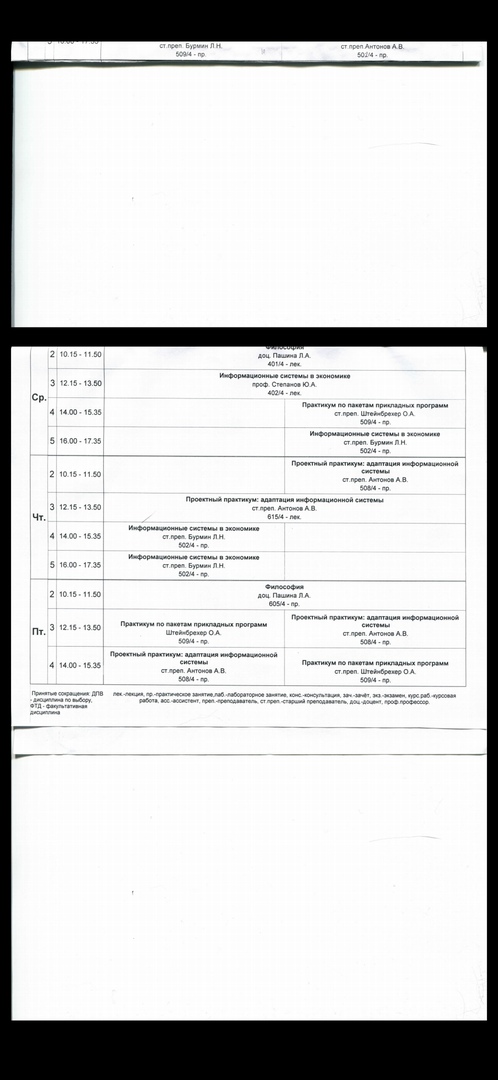 ст.преп. Бурмин Л.Н.
ст.преп.Антонов А.В.
509/4 - пр.
502/4 - пр.
Философия
2 10.15 - 11.50
доц. Пашина Л.А.
401/4 - лек.
Ср.
3 12.15 - 13.50
Информационные системы в экономике
проф. Степанов Ю.А.
402/4 - лек.
4 14.00 - 15.35
Практикум по пакетам прикладных программ
ст.преп. Штейнбрехер О.А.
509/4 - пр.
5 16.00 - 17.35
Информационные системы в экономике
ст.преп. Бурмин Л.Н.
502/4 - пр.
Чт.
2 10.15 - 11.50
Проектный практикум: адаптация информационной
системы
ст.преп. Антонов А.В.
508/4 - пр.
3 12.15 - 13.50
Проектный практикум: адаптация информационной системы
ст.преп. Антонов А.В.
615/4 - лек.
4 14.00 - 15.35
Информационные системы в экономике
ст.преп. Бурмин Л.Н.
502/4 - пр.
5 16.00 - 17.35
Информационные системы в экономике
ст.преп. Бурмин Л.Н.
502/4 - пр.
Пт.
2 10.15 - 11.50
Философия
доц. Пашина Л.А.
605/4 - лек.
3 12.15 - 13.50
Практикум по пакетам прикладных программ
Штейнбрехер О.А.
509/4 - пр.
Проектный практикум: адаптация информационной
системы
ст.преп. Антонов А.В.
508/4 - пр.
4 14.00 - 15.35
Проектный практикум: адаптация информационной
системы
ст.преп. Антонов А.В.
508/4 - пр.
Практикум по пакетам прикладных программ
ст.преп. Штейнбрехер О.А.
509/4 - пр.
Принятые сокращения: ДПВ
- дисциплина по выбору,
ФТД - факультативная
дисциплина
лек.-лекция, пр.-практическое занятие,лаб.-лабораторное занятие, конс.-консультация, зач.-зачёт, экз.-экзамен, курс.раб.-курсовая
работа, асс.-ассистент, преп.-преподаватель, ст.преп.-старший преподаватель, доц.-доцент, проф.профессор.